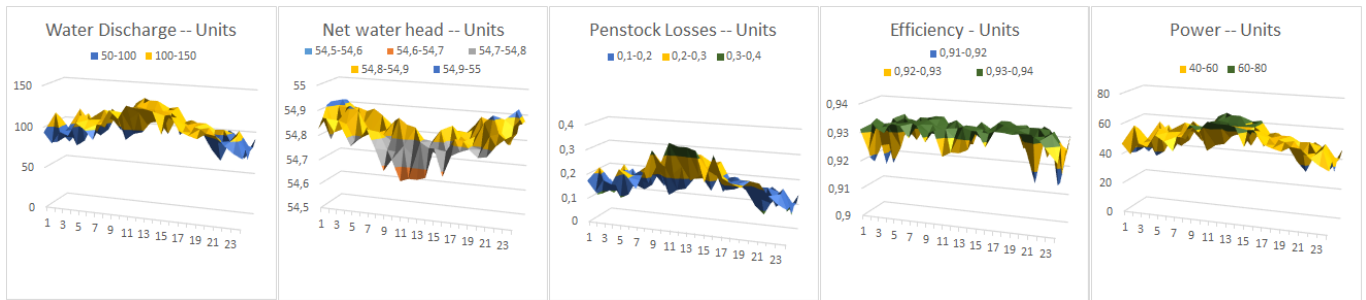 Water Discharge -- Units
50-100 100-150
150
100
50
0
1 3 5 7 9 11 13 15 17 19 21 23
Net water head -- Units
54,5-54,6 54,6-54,7 54,7-54,8
54,8-54,9 54,9-55
55
54,9
54,8
54,7
54,6
54,5
1 3 5 7 9 11 13 15 17 19 21 23
Penstock Losses -- Units
0,1-0,2 0,2-0,3 0,3-0,4
0,4
0,3
0,2
0,1
0
1 3 5 7 9 11 13 15 17 19 21 23
Efficiency - Units
0,91-0,92
0,92-0,93 0,93-0,94
0,94
0,93
0,92
0,91
0,9
1 3 5 7 9 11 13 15 17 19 21 23
Power -- Units
40-60 60-80
80
60
40
20
0
1 3 5 7 9 11 13 15 17 19 21 23